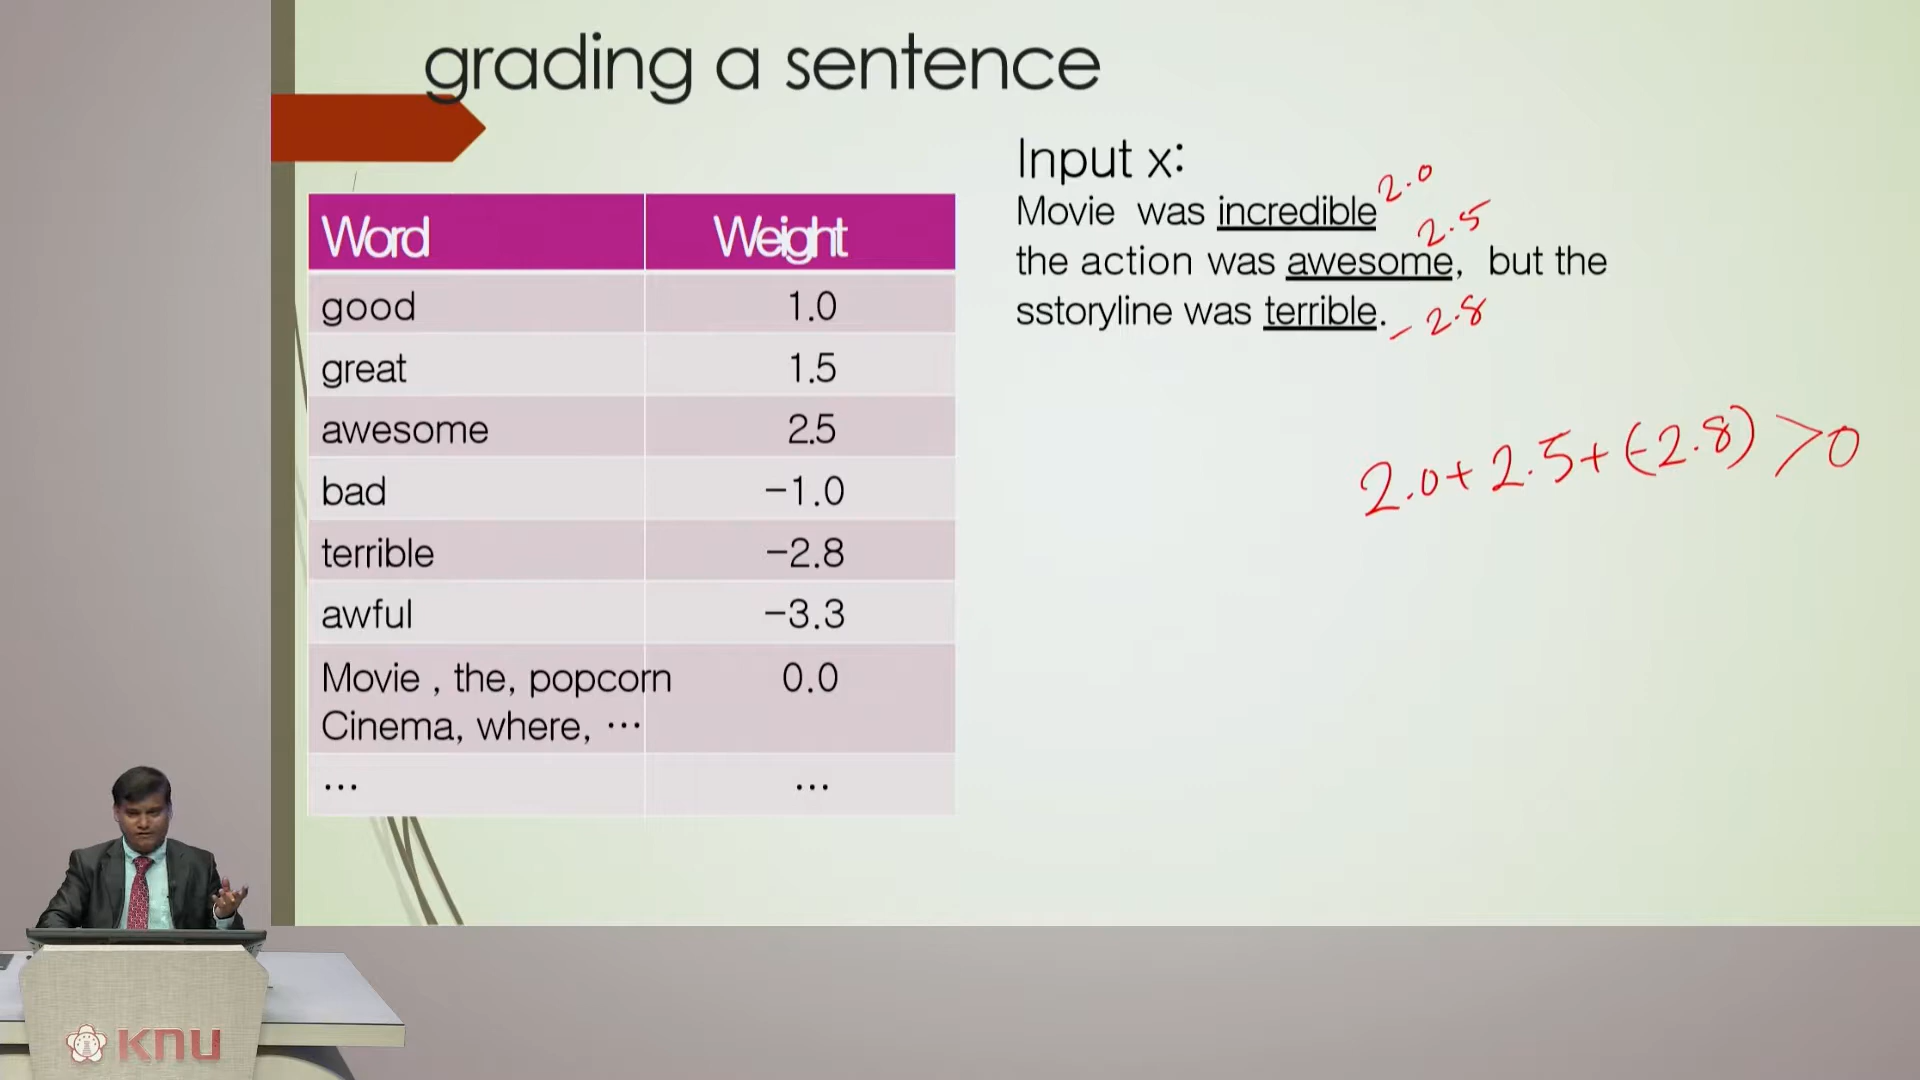 grading a sentence
Word Weight
good 1.0
great 1.5
awesome 2.5
bad −1.0
terrible −2.8
awful −3.3
Movie , the, popcorn 0.0
Cinema, where, ⋯
⋯ ⋯
Input x:
Movie was incredible 2.0
the action was awesome, but the 2.5
sstoryline was terrible. −2.8
2.0+2.5+(-2.8) >0
KNU